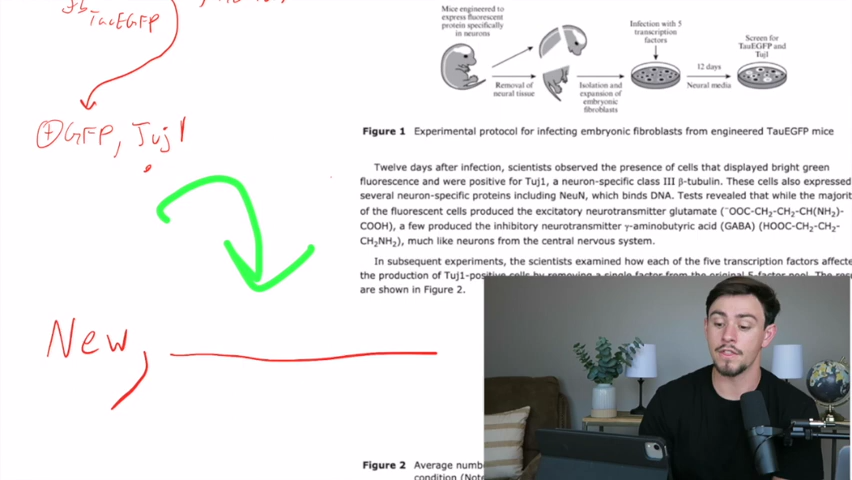 TauEGFP
⊕GFP, Tuj1
New,
Mice engineered to
express fluorescent
protein specifically
in neurons
Removal of
neural tissue
Isolation and
expansion of
embryonic
fibroblasts
Infection with 5
transcription
factors
12 days
Neural media
Screen for
TauEGFP and
TujI
Figure 1 Experimental protocol for infecting embryonic fibroblasts from engineered TauEGFP mice
Twelve days after infection, scientists observed the presence of cells that displayed bright green
fluorescence and were positive for Tuj1, a neuron-specific class III β-tubulin. These cells also expressed
several neuron-specific proteins including NeuN, which binds DNA. Tests revealed that while the majorit
of the fluorescent cells produced the excitatory neurotransmitter glutamate (⁻OOC-CH₂-CH₂-CH(NH₂)-
COOH), a few produced the inhibitory neurotransmitter γ-aminobutyric acid (GABA) (HOOC-CH₂-CH₂-
CH₂NH₂), much like neurons from the central nervous system.
In subsequent experiments, the scientists examined how each of the five transcription factors affecte
the production of Tuj1-positive cells by removing a single factor from the original 5-factor pool. The
are shown in Figure 2.
Figure 2 Average numb
condition (Not